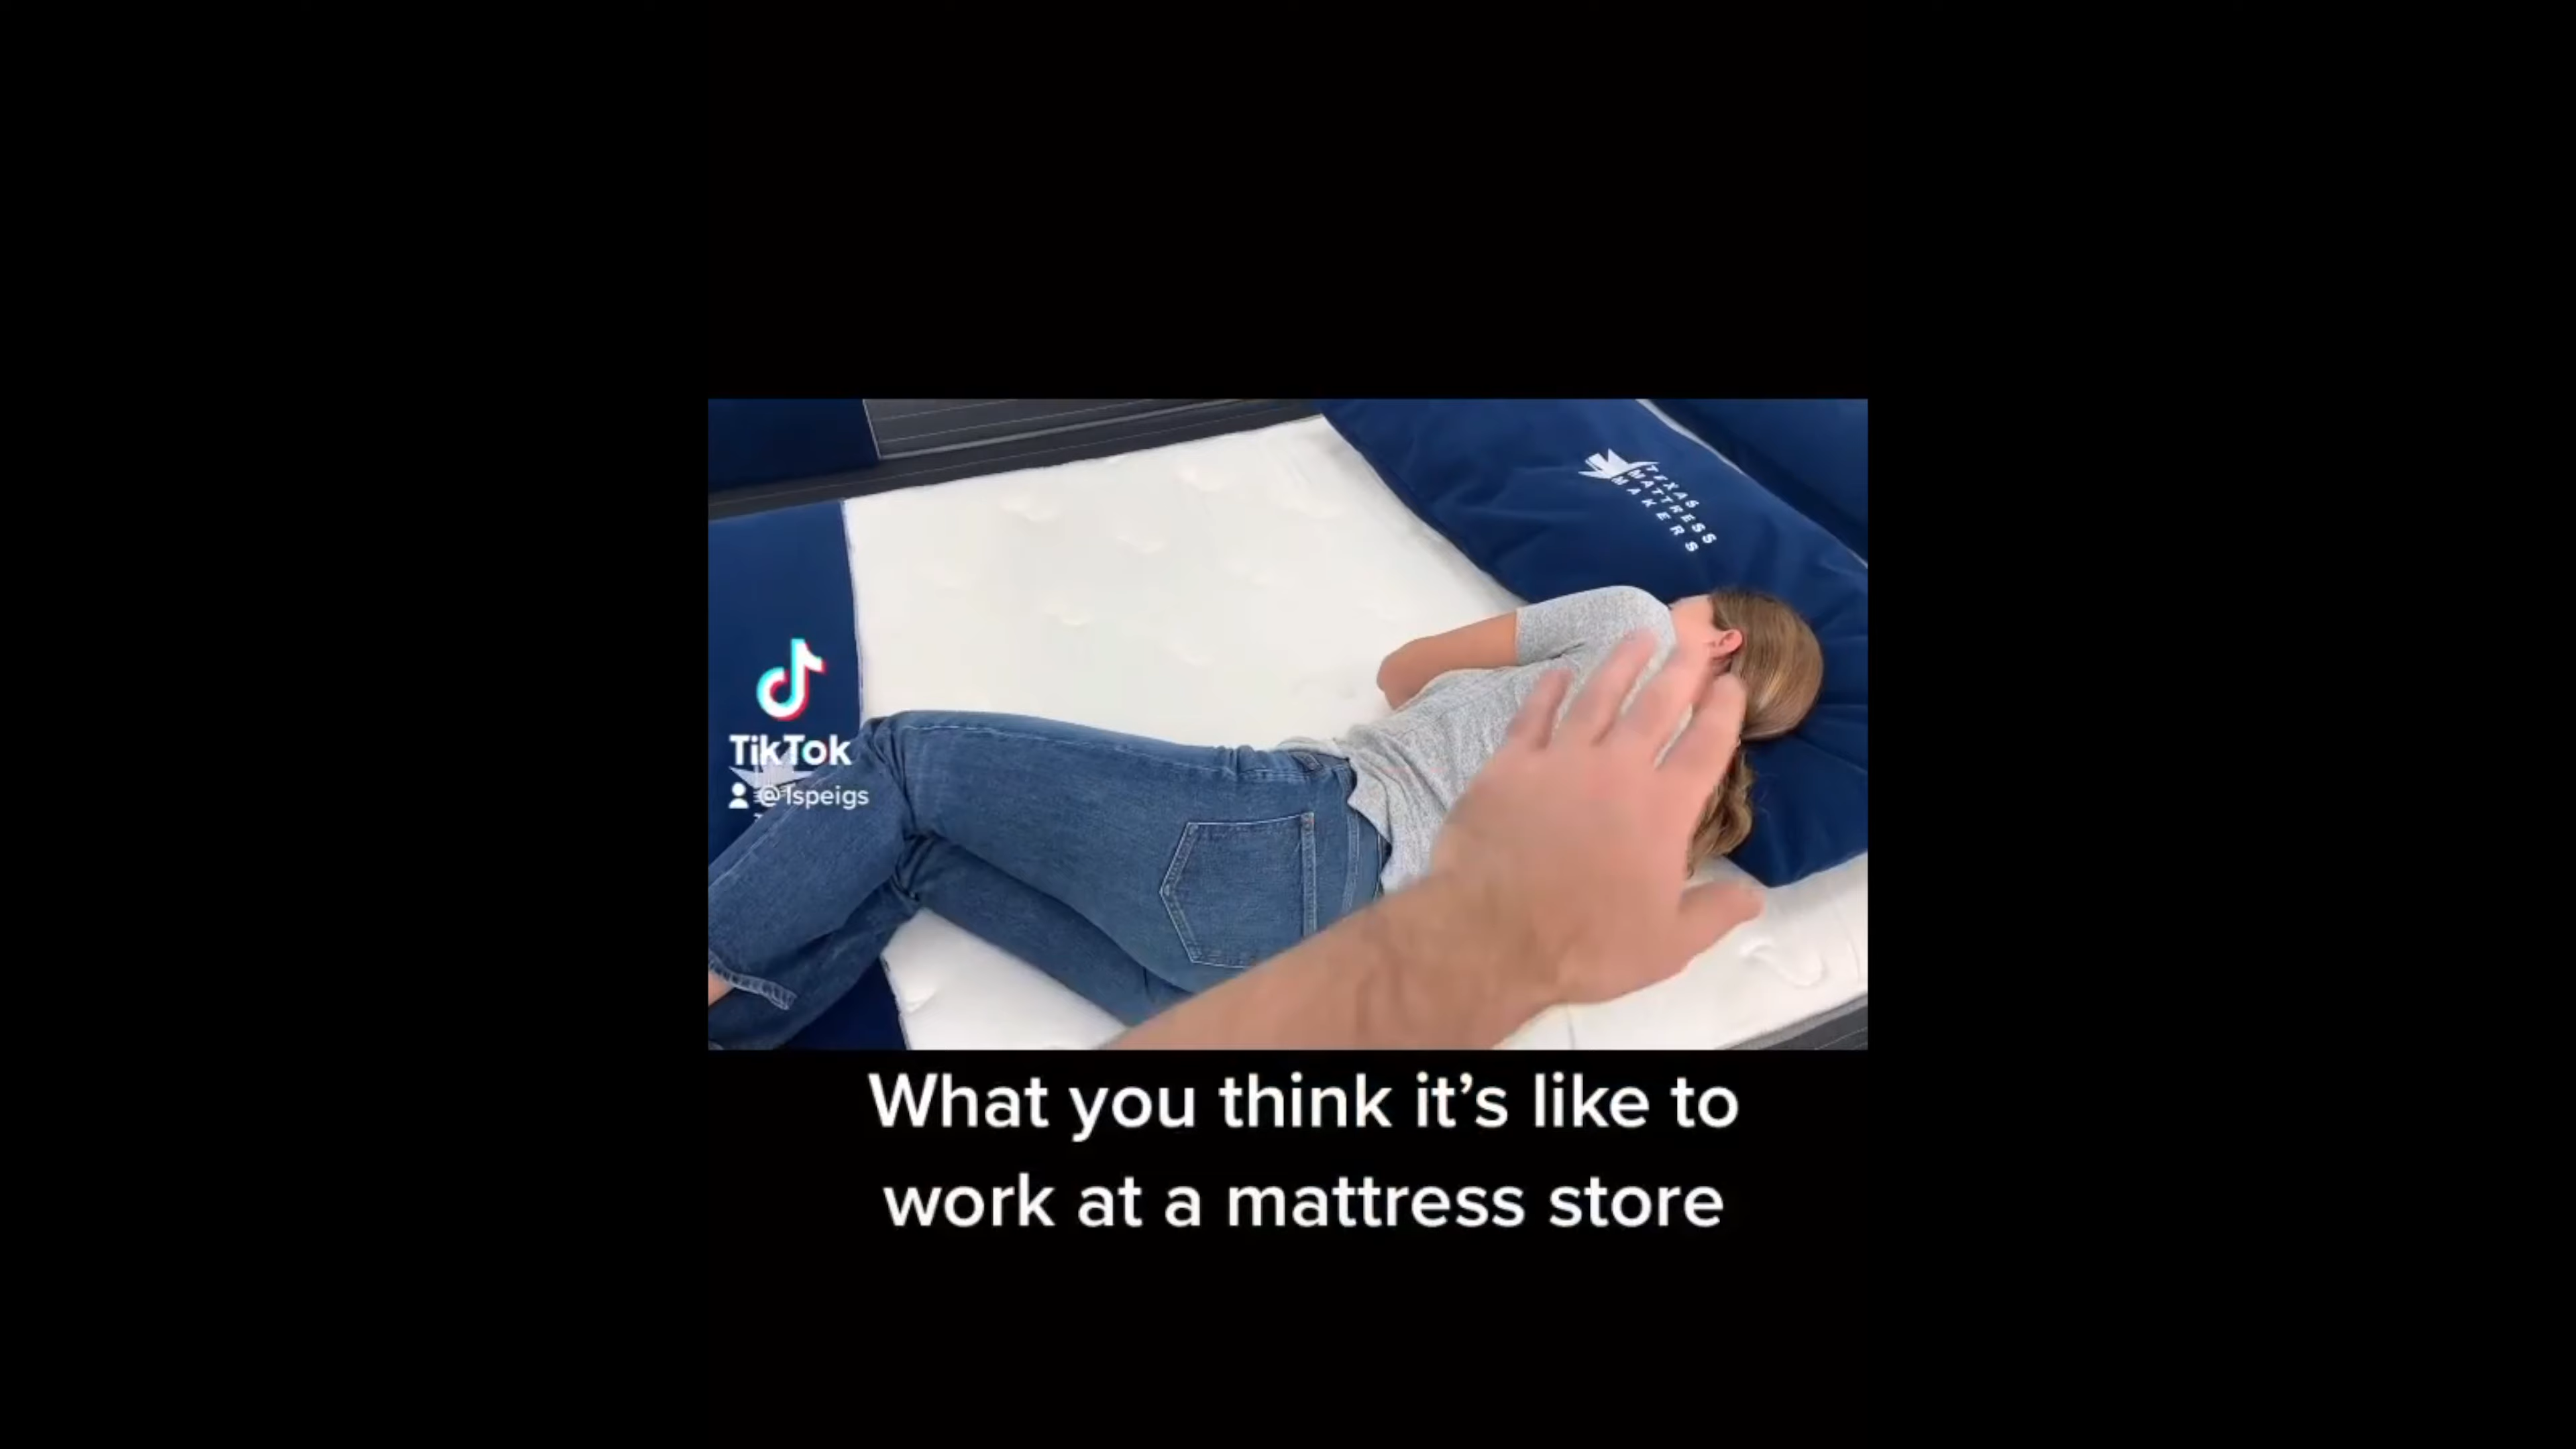 TEXAS
MATTRESS
MAKERS
TikTok
@1speigs
What you think it's like to
work at a mattress store